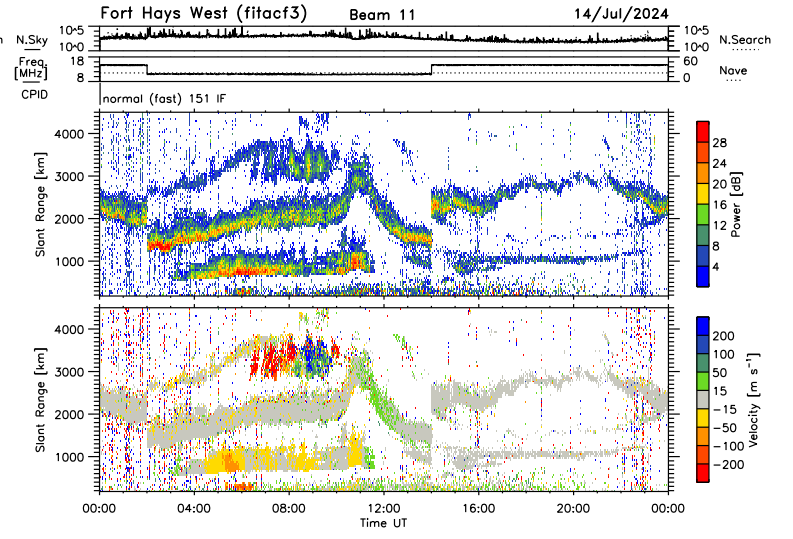 Fort Hays West (fitacf3) Beam 11 14/Jul/2024
N.Sky 10^5 10^0 10^5 10^0 N.Search
Freq. [MHz] 18 8 60 0 Nave
CPID normal (fast) 151 IF
Slant Range [km] 4000 3000 2000 1000
Power [dB] 28 24 20 16 12 8 4
Slant Range [km] 4000 3000 2000 1000
Velocity [m s⁻¹] 200 100 50 15 −15 −50 −100 −200
00:00 04:00 08:00 12:00 16:00 20:00 00:00
Time UT